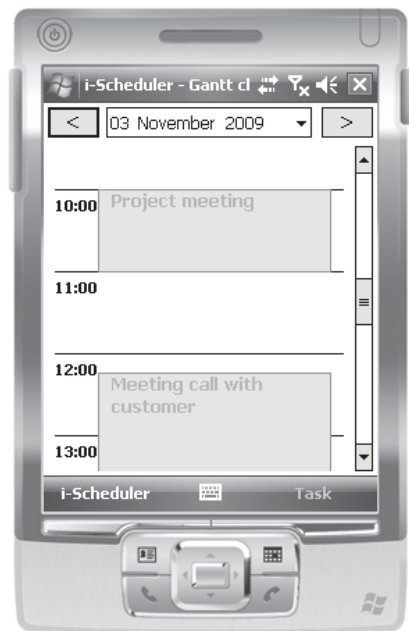 i-Scheduler - Gantt cl
< 03 November 2009 >
10:00 Project meeting
11:00
12:00
Meeting call with
customer
13:00
i-Scheduler Task